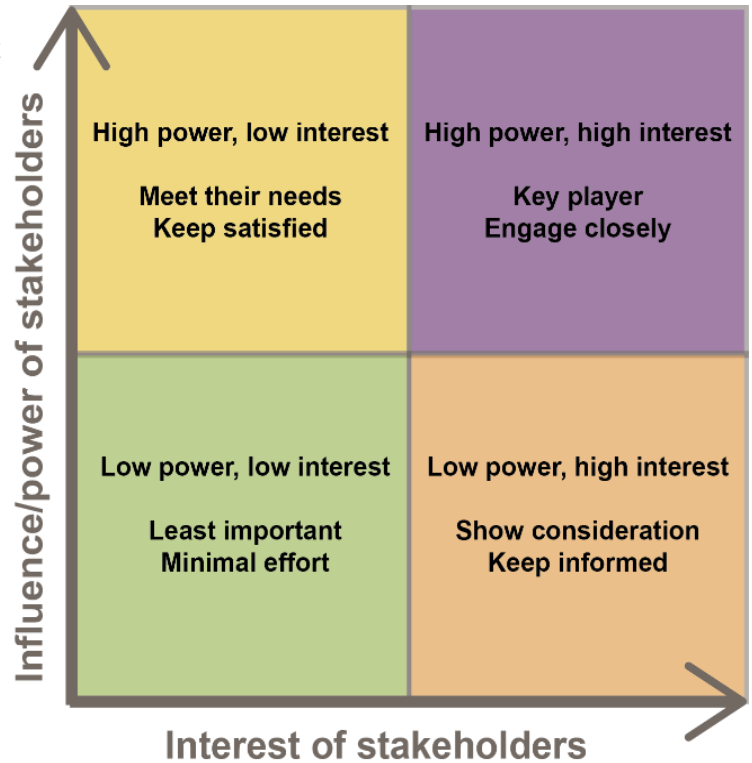 Influence/power of stakeholders
High power, low interest
Meet their needs
Keep satisfied
High power, high interest
Key player
Engage closely
Low power, low interest
Least important
Minimal effort
Low power, high interest
Show consideration
Keep informed
Interest of stakeholders